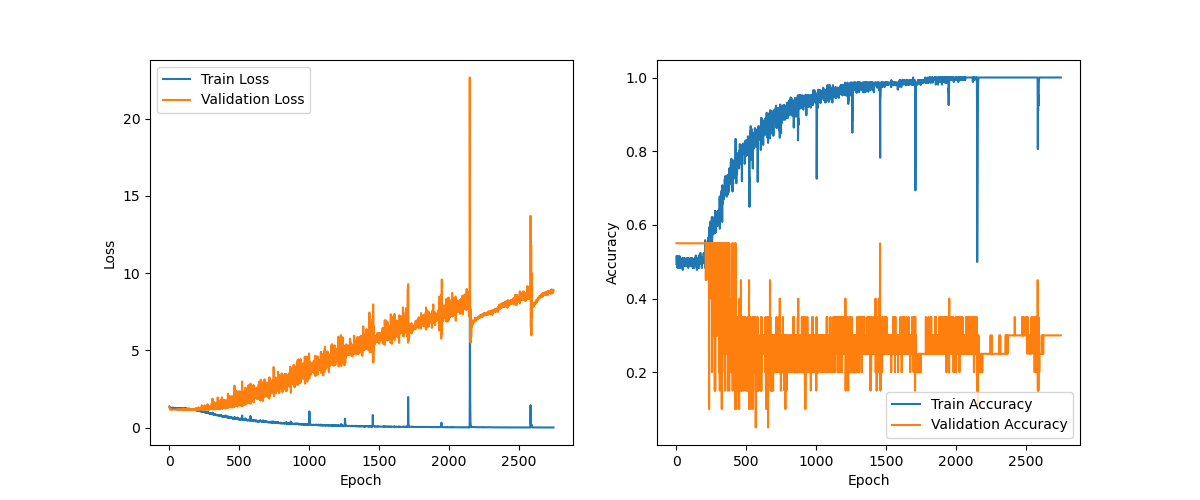 Train Loss
Validation Loss
Loss
20
15
10
5
0
0 500 1000 1500 2000 2500
Epoch
Accuracy
1.0
0.8
0.6
0.4
0.2
Train Accuracy
Validation Accuracy
0 500 1000 1500 2000 2500
Epoch